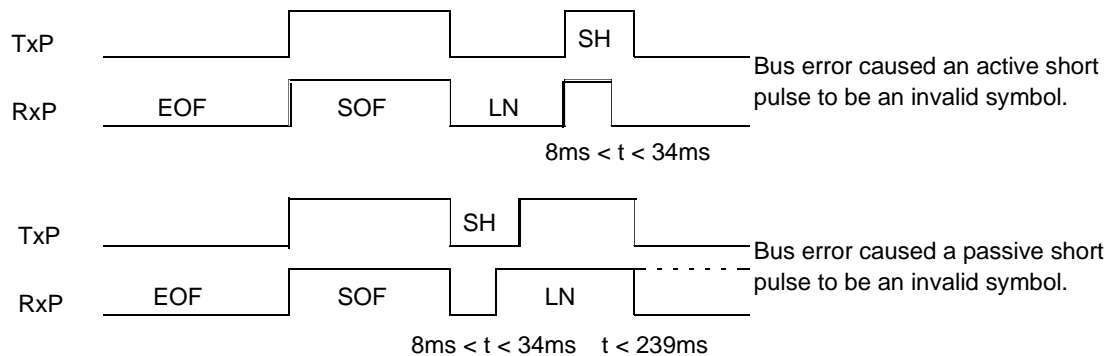 TxP
SH
Bus error caused an active short
pulse to be an invalid symbol.
RxP
EOF
SOF
LN
8ms < t < 34ms
TxP
SH
Bus error caused a passive short
pulse to be an invalid symbol.
RxP
EOF
SOF
LN
8ms < t < 34ms t < 239ms